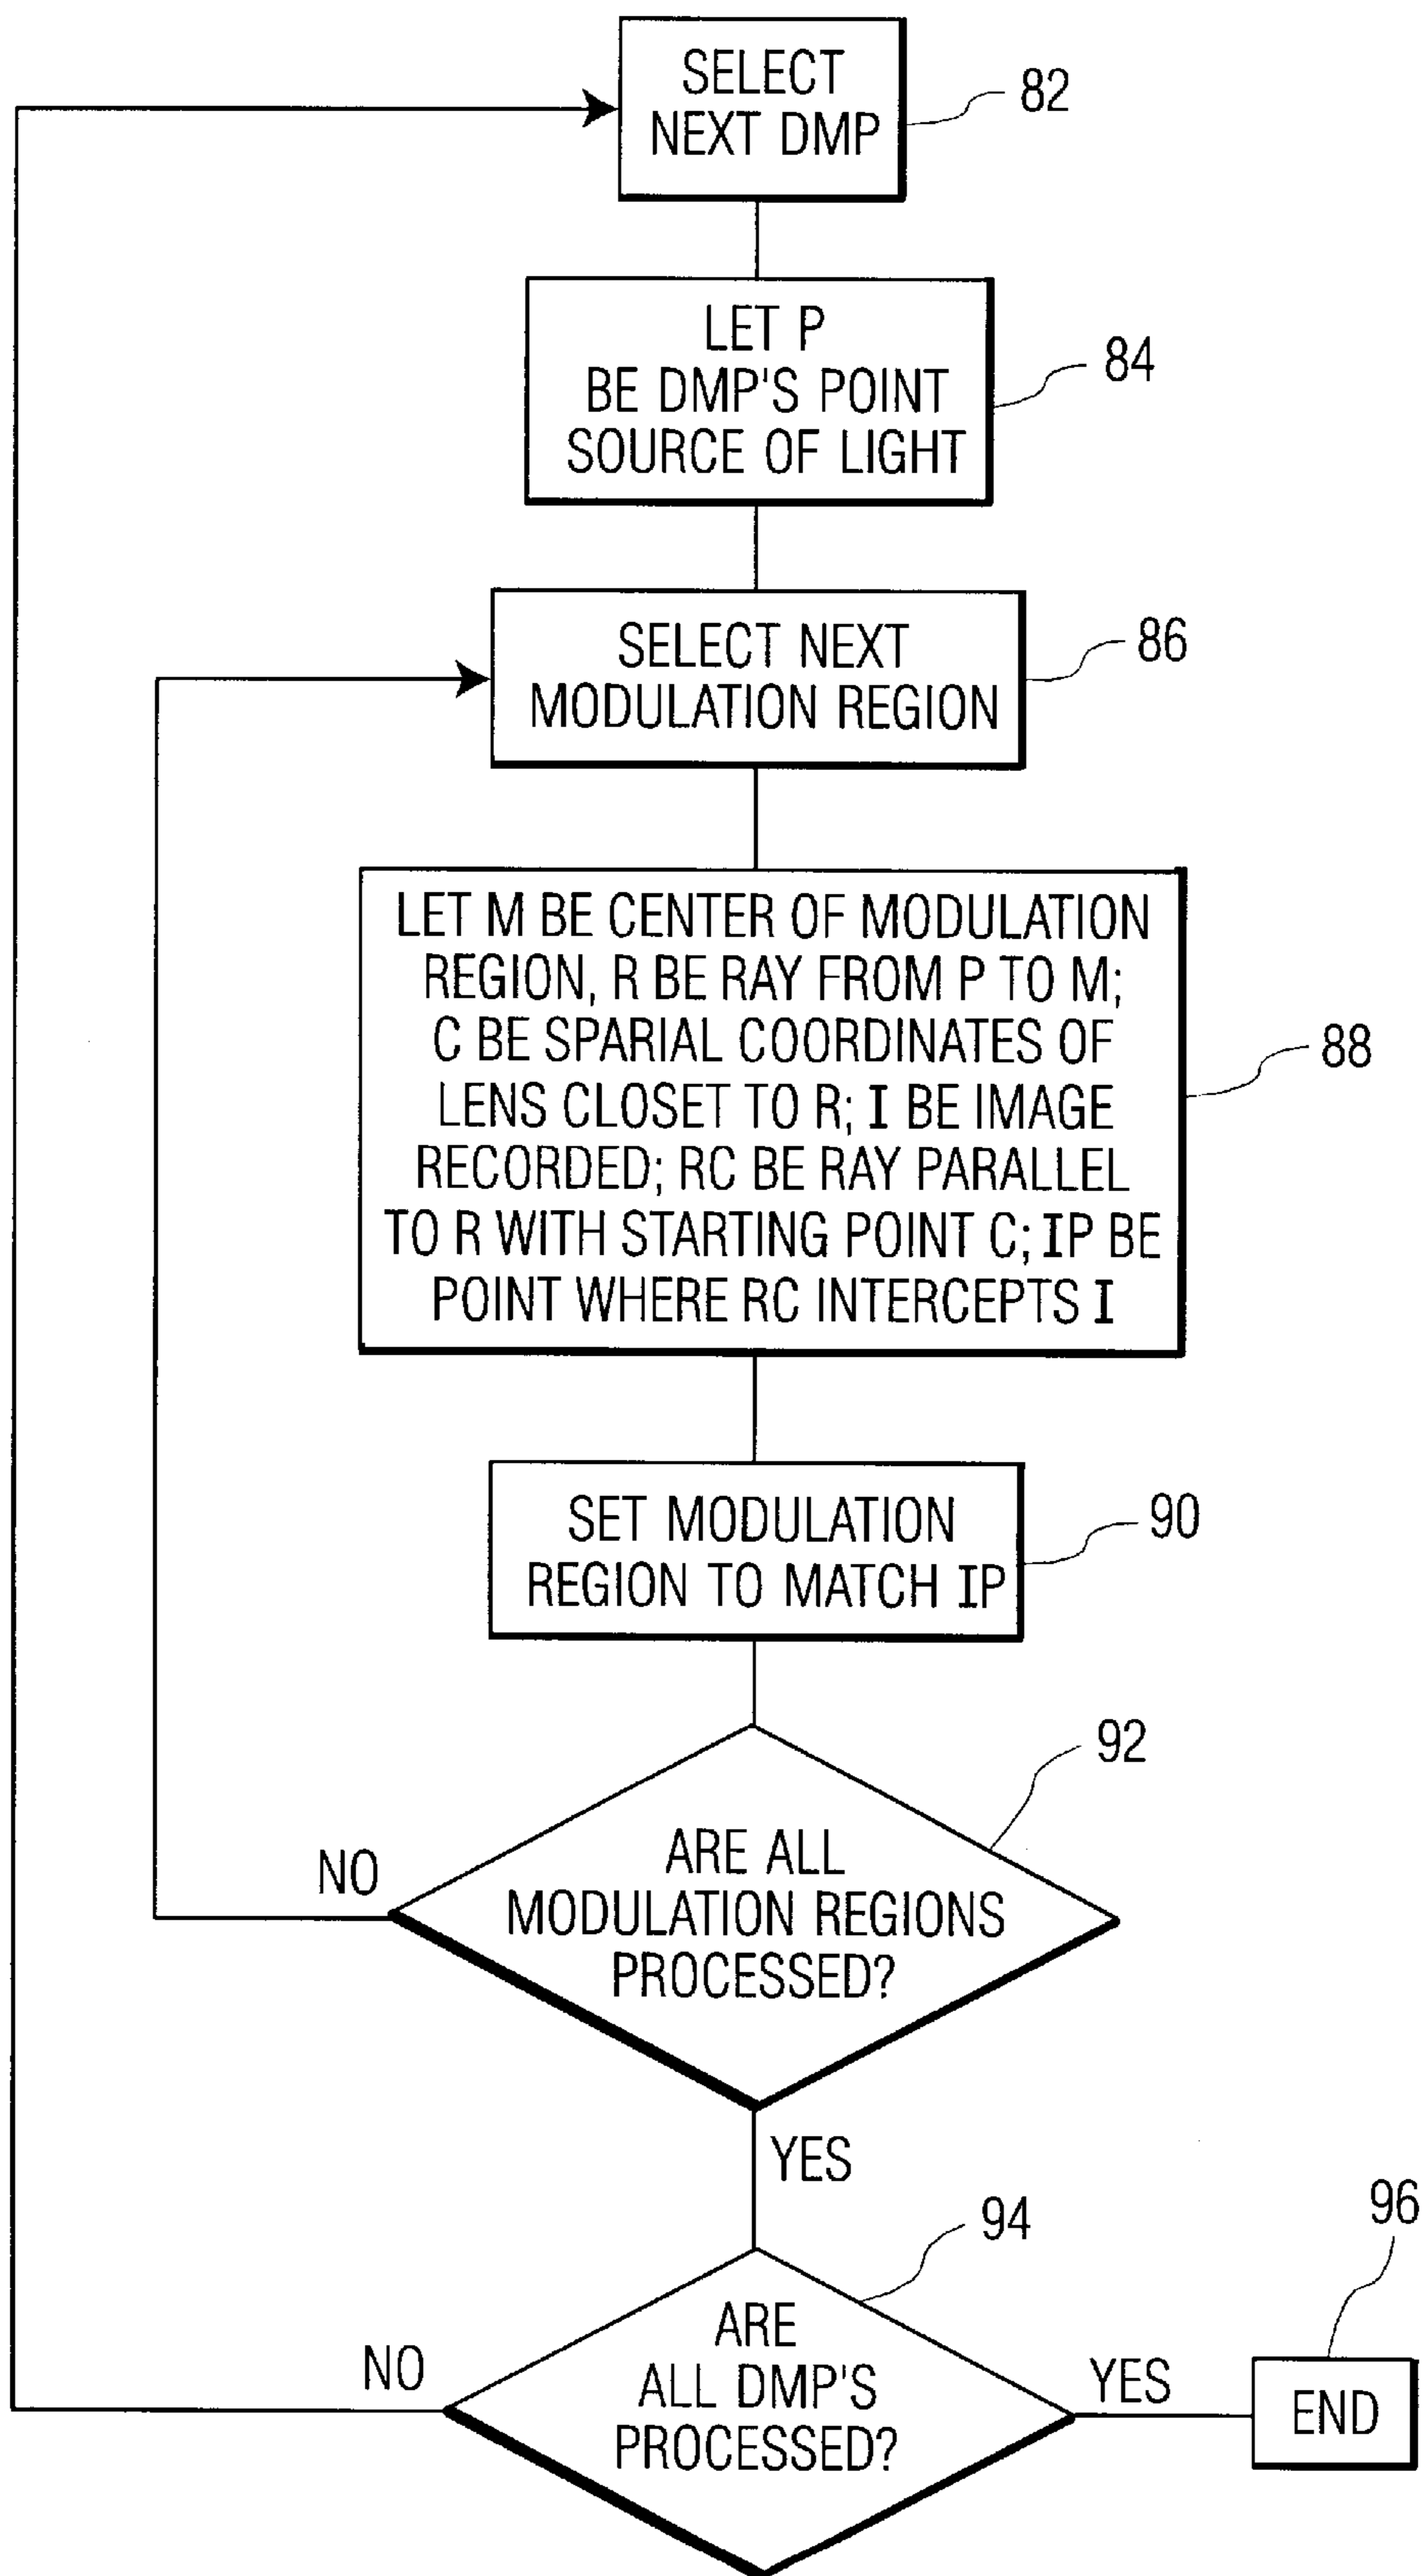 SELECT
NEXT DMP
82
LET P
BE DMP'S POINT
SOURCE OF LIGHT
84
SELECT NEXT
MODULATION REGION
86
LET M BE CENTER OF MODULATION
REGION, R BE RAY FROM P TO M;
C BE SPARIAL COORDINATES OF
LENS CLOSET TO R; I BE IMAGE
RECORDED; RC BE RAY PARALLEL
TO R WITH STARTING POINT C; IP BE
POINT WHERE RC INTERCEPTS I
88
SET MODULATION
REGION TO MATCH IP
90
92
NO
ARE ALL
MODULATION REGIONS
PROCESSED?
YES
94
96
NO
ARE
ALL DMP'S
PROCESSED?
YES
END